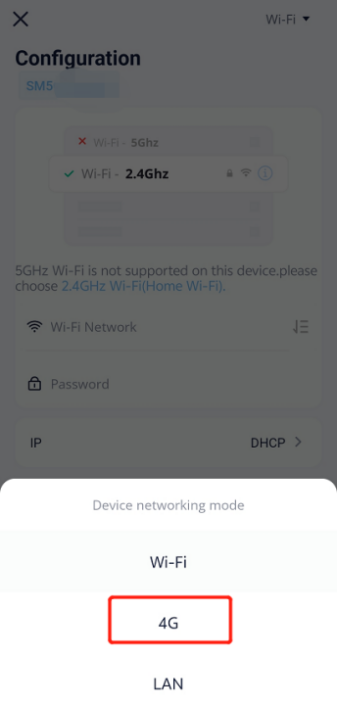 Wi-Fi
Configuration
SM5
Wi-Fi - 5Ghz
Wi-Fi - 2.4Ghz
5GHz Wi-Fi is not supported on this device.please
choose 2.4GHz Wi-Fi(Home Wi-Fi).
Wi-Fi Network
Password
IP DHCP
Device networking mode
Wi-Fi
4G
LAN